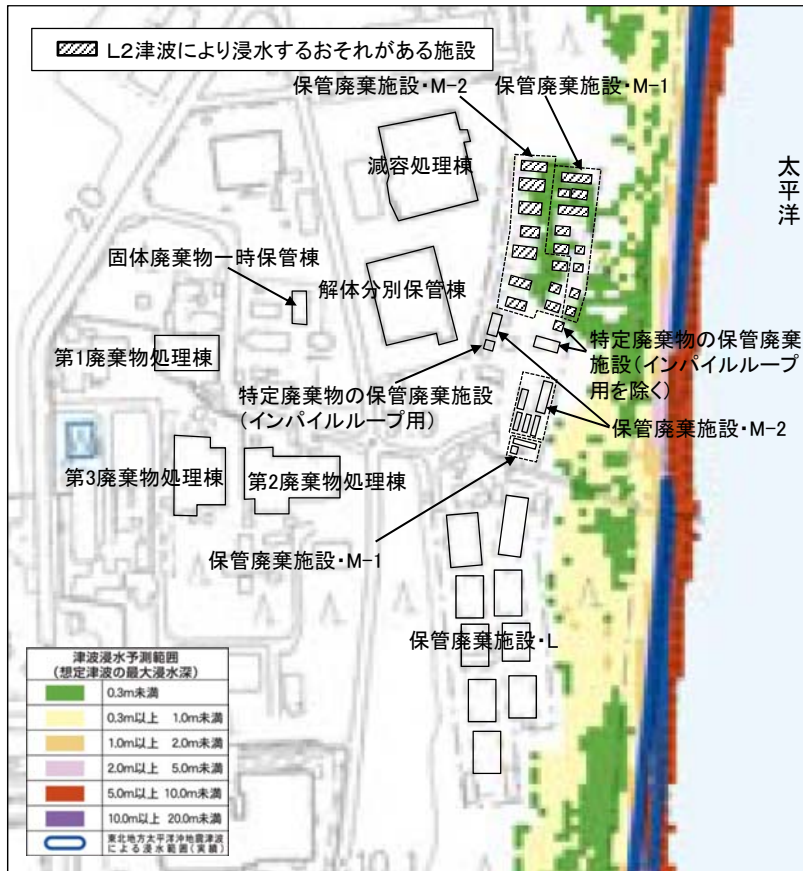 L2津波により浸水するおそれがある施設
保管廃棄施設・M-2
保管廃棄施設・M-1
太平洋
減容処理棟
20
固体廃棄物一時保管棟
解体分別保管棟
第1廃棄物処理棟
特定廃棄物の保管廃棄
施設(インパイルループ
用を除く)
特定廃棄物の保管廃棄施設
(インパイルループ用)
保管廃棄施設・M-2
第3廃棄物処理棟
第2廃棄物処理棟
保管廃棄施設・M-1
保管廃棄施設・L
津波浸水予測範囲
(想定津波の最大浸水深)
0.3m未満
0.3m以上 1.0m未満
1.0m以上 2.0m未満
2.0m以上 5.0m未満
5.0m以上 10.0m未満
10.0m以上 20.0m未満
東北地方太平洋沖地震津波
による浸水範囲(実績)
10.1